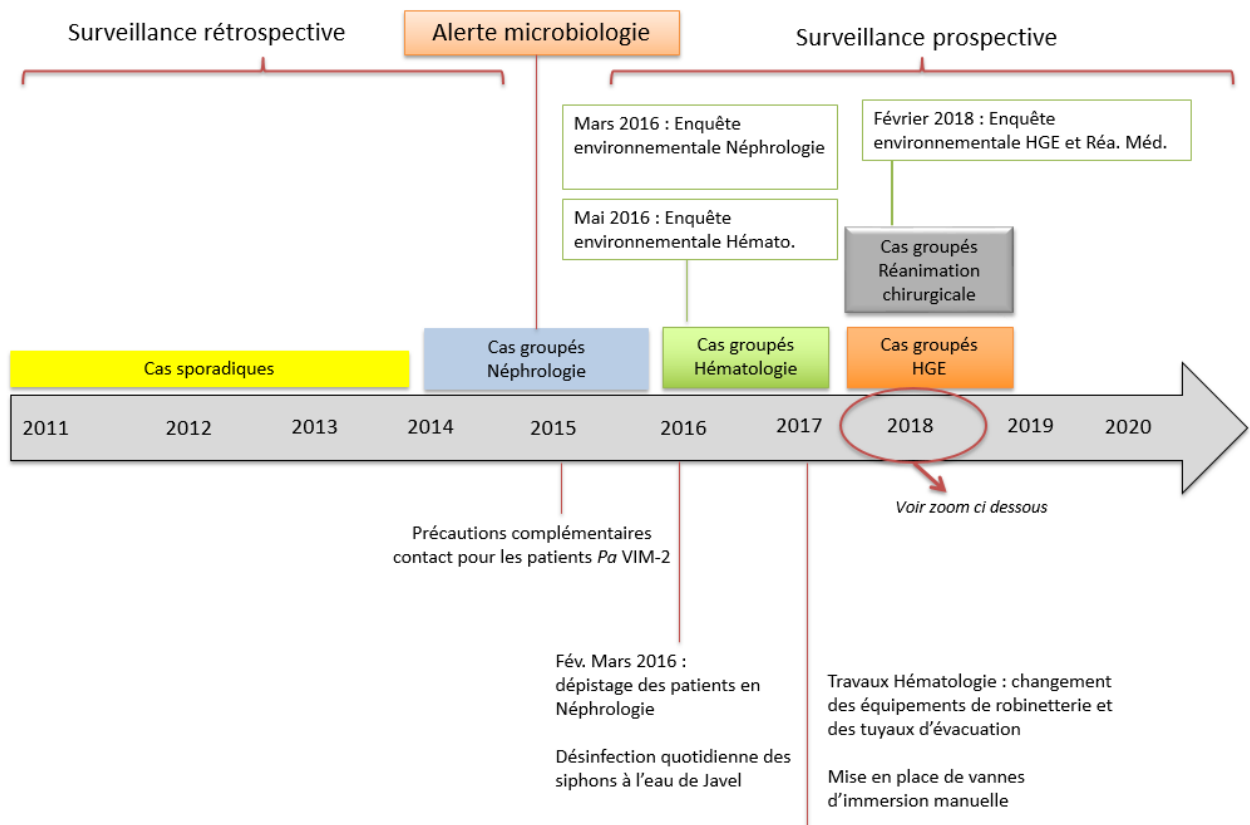 Surveillance rétrospective
Alerte microbiologie
Surveillance prospective
Mars 2016 : Enquête
environnementale Néphrologie
Février 2018 : Enquête
environnementale HGE et Réa. Méd.
Mai 2016 : Enquête
environnementale Hémato.
Cas groupés
Réanimation
chirurgicale
Cas sporadiques
Cas groupés
Néphrologie
Cas groupés
Hématologie
Cas groupés
HGE
2011 2012 2013 2014 2015 2016 2017 2018 2019 2020
Voir zoom ci dessous
Précautions complémentaires
contact pour les patients Pa VIM-2
Fév. Mars 2016 :
dépistage des patients en
Néphrologie
Désinfection quotidienne des
siphons à l'eau de Javel
Travaux Hématologie : changement
des équipements de robinetterie et
des tuyaux d'évacuation
Mise en place de vannes
d'immersion manuelle